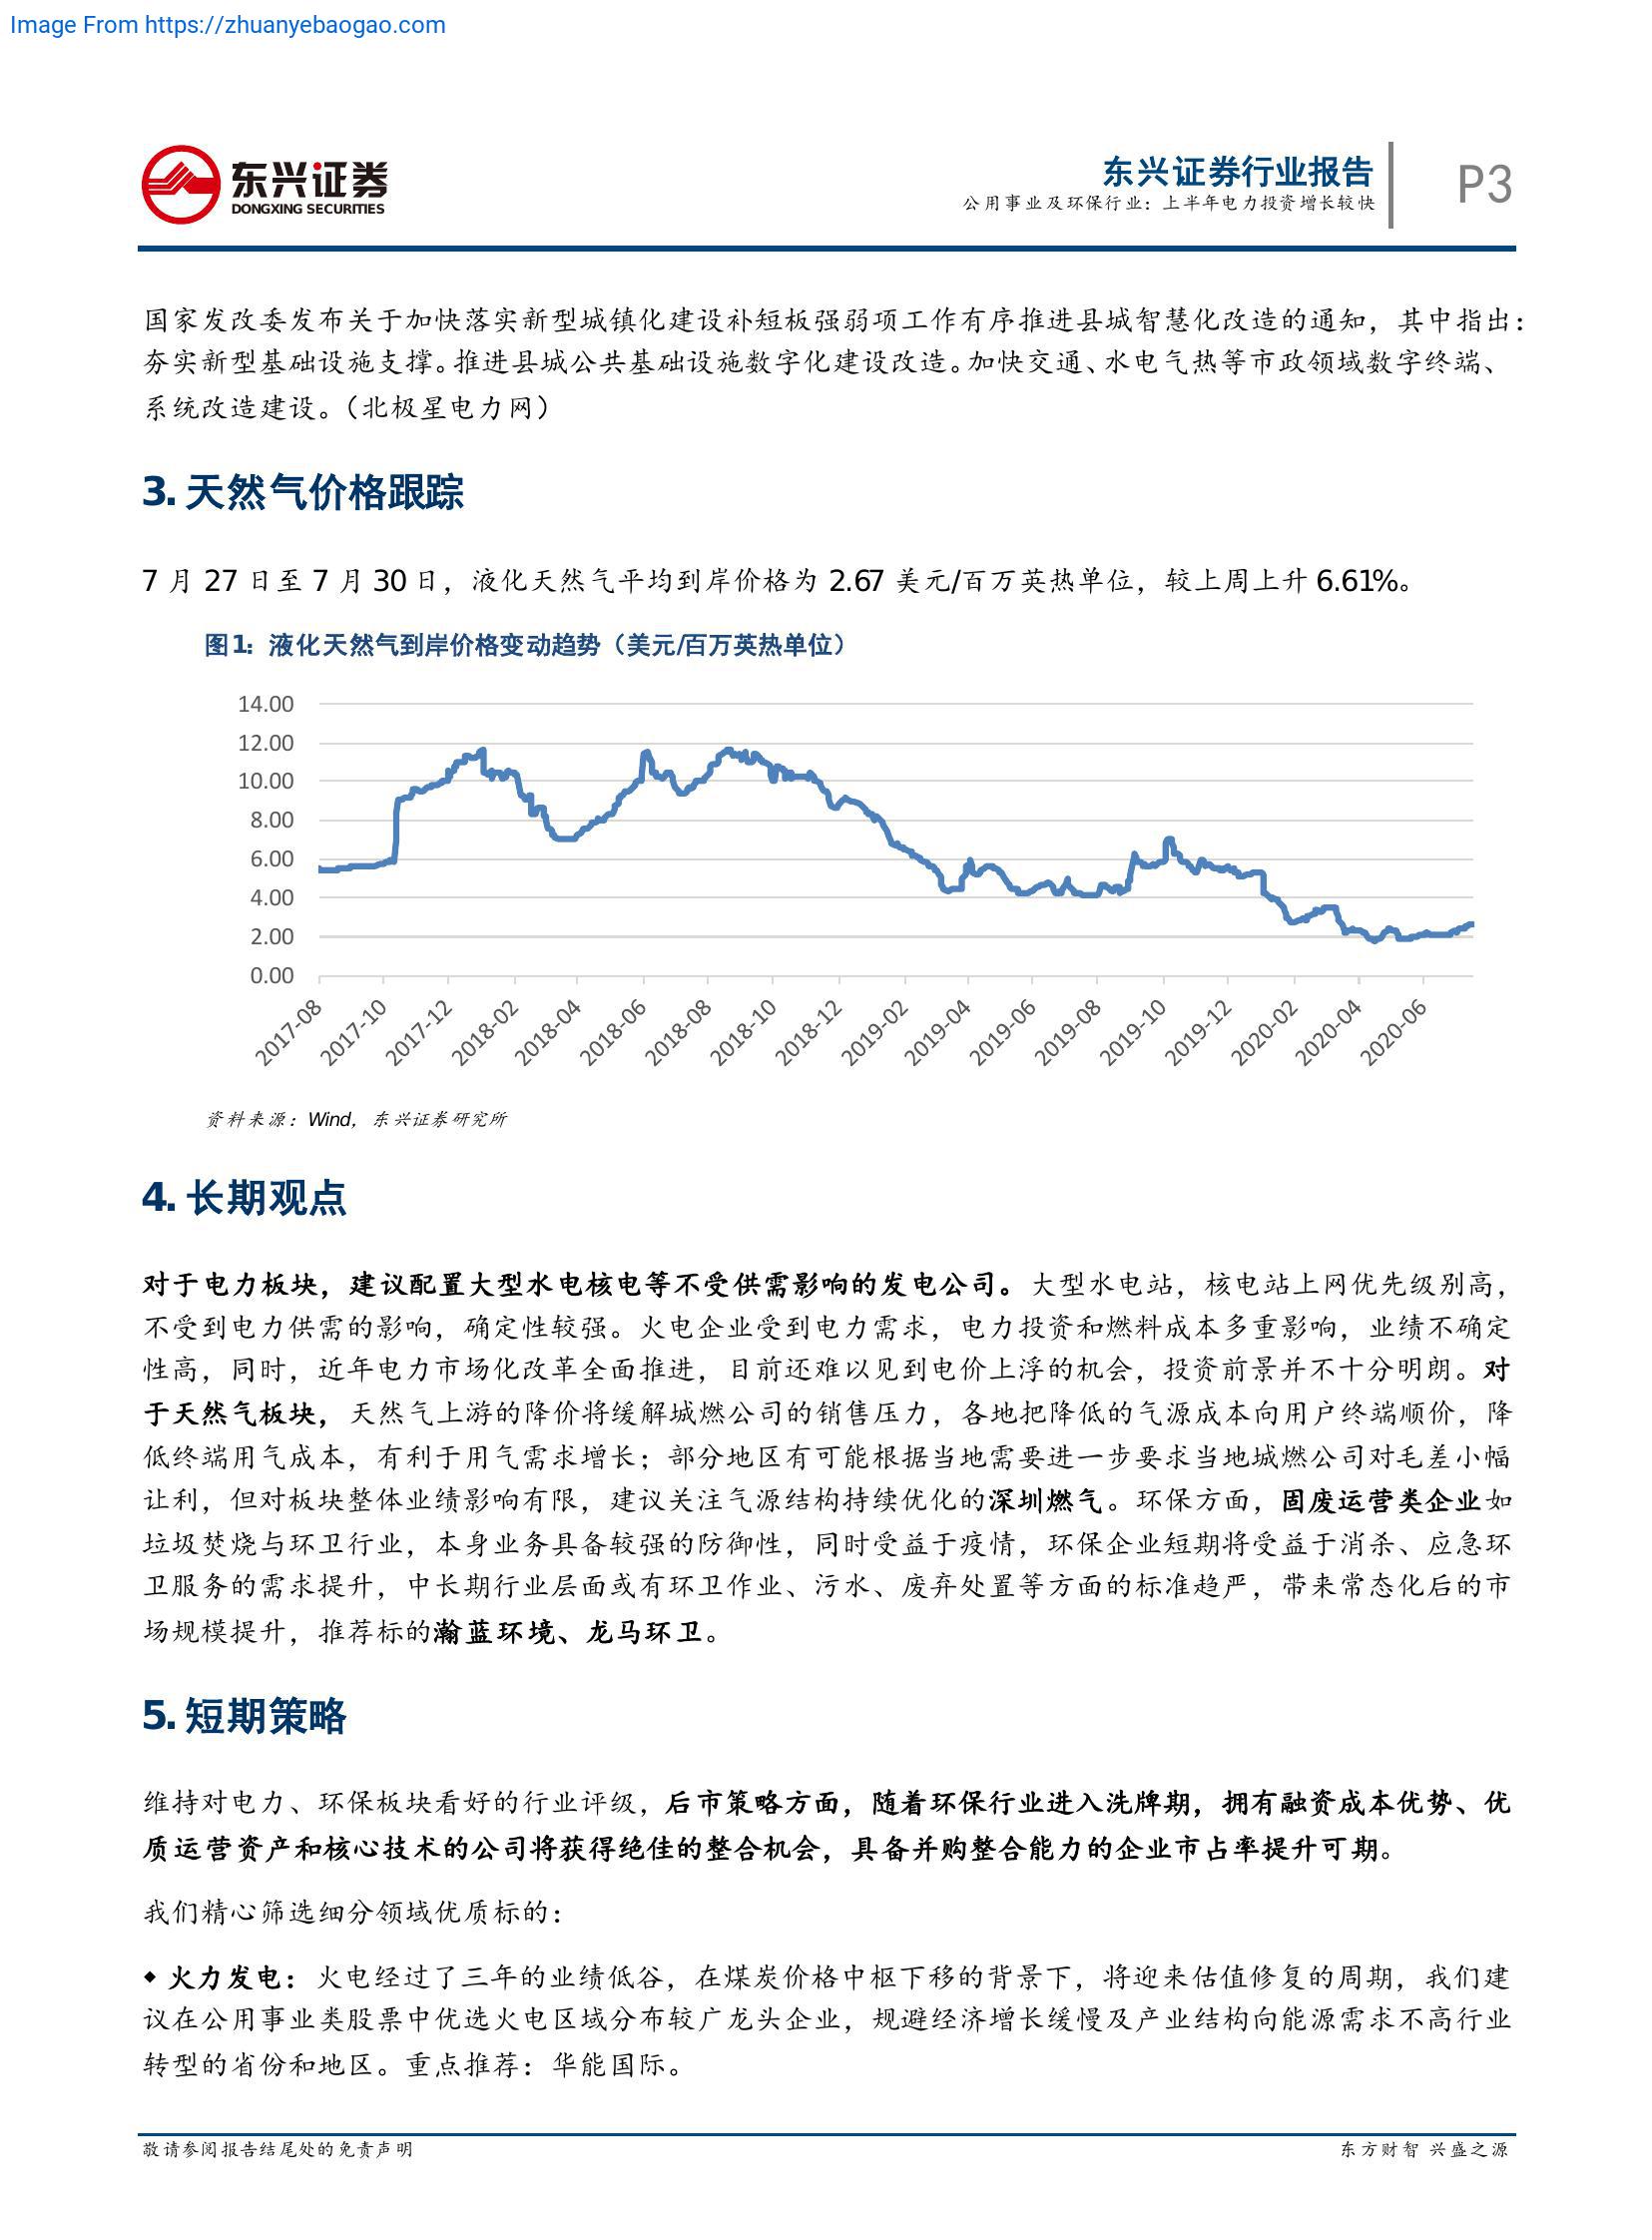 Image From https://zhuanyebaogao.com
东兴证券
DONGXING SECURITIES
东兴证券行业报告
公用事业及环保行业：上半年电力投资增长较快
P3
国家发改委发布关于加快落实新型城镇化建设补短板强弱项工作有序推进县城智慧化改造的通知，其中指出：
夯实新型基础设施支撑。推进县城公共基础设施数字化建设改造。加快交通、水电气热等市政领域数字终端、
系统改造建设。（北极星电力网）
3. 天然气价格跟踪
7 月 27 日至 7 月 30 日，液化天然气平均到岸价格为 2.67 美元/百万英热单位，较上周上升 6.61%。
图1：液化天然气到岸价格变动趋势（美元/百万英热单位）
14.00
12.00
10.00
8.00
6.00
4.00
2.00
0.00
2017-08
2017-10
2017-12
2018-02
2018-04
2018-06
2018-08
2018-10
2018-12
2019-02
2019-04
2019-06
2019-08
2019-10
2019-12
2020-02
2020-04
2020-06
资料来源：Wind，东兴证券研究所
4. 长期观点
对于电力板块，建议配置大型水电核电等不受供需影响的发电公司。大型水电站，核电站上网优先级别高，
不受到电力供需的影响，确定性较强。火电企业受到电力需求，电力投资和燃料成本多重影响，业绩不确定
性高，同时，近年电力市场化改革全面推进，目前还难以见到电价上浮的机会，投资前景并不十分明朗。对
于天然气板块，天然气上游的降价将缓解城燃公司的销售压力，各地把降低的气源成本向用户终端顺价，降
低终端用气成本，有利于用气需求增长；部分地区有可能根据当地需要进一步要求当地城燃公司对毛差小幅
让利，但对板块整体业绩影响有限，建议关注气源结构持续优化的深圳燃气。环保方面，固废运营类企业如
垃圾焚烧与环卫行业，本身业务具备较强的防御性，同时受益于疫情，环保企业短期将受益于消杀、应急环
卫服务的需求提升，中长期行业层面或有环卫作业、污水、废弃处置等方面的标准趋严，带来常态化后的市
场规模提升，推荐标的瀚蓝环境、龙马环卫。
5. 短期策略
维持对电力、环保板块看好的行业评级，后市策略方面，随着环保行业进入洗牌期，拥有融资成本优势、优
质运营资产和核心技术的公司将获得绝佳的整合机会，具备并购整合能力的企业市占率提升可期。
我们精心筛选细分领域优质标的：
◆ 火力发电：火电经过了三年的业绩低谷，在煤炭价格中枢下移的背景下，将迎来估值修复的周期，我们建
议在公用事业类股票中优选火电区域分布较广龙头企业，规避经济增长缓慢及产业结构向能源需求不高行业
转型的省份和地区。重点推荐：华能国际。
敬请参阅报告结尾处的免责声明
东方财智 兴盛之源